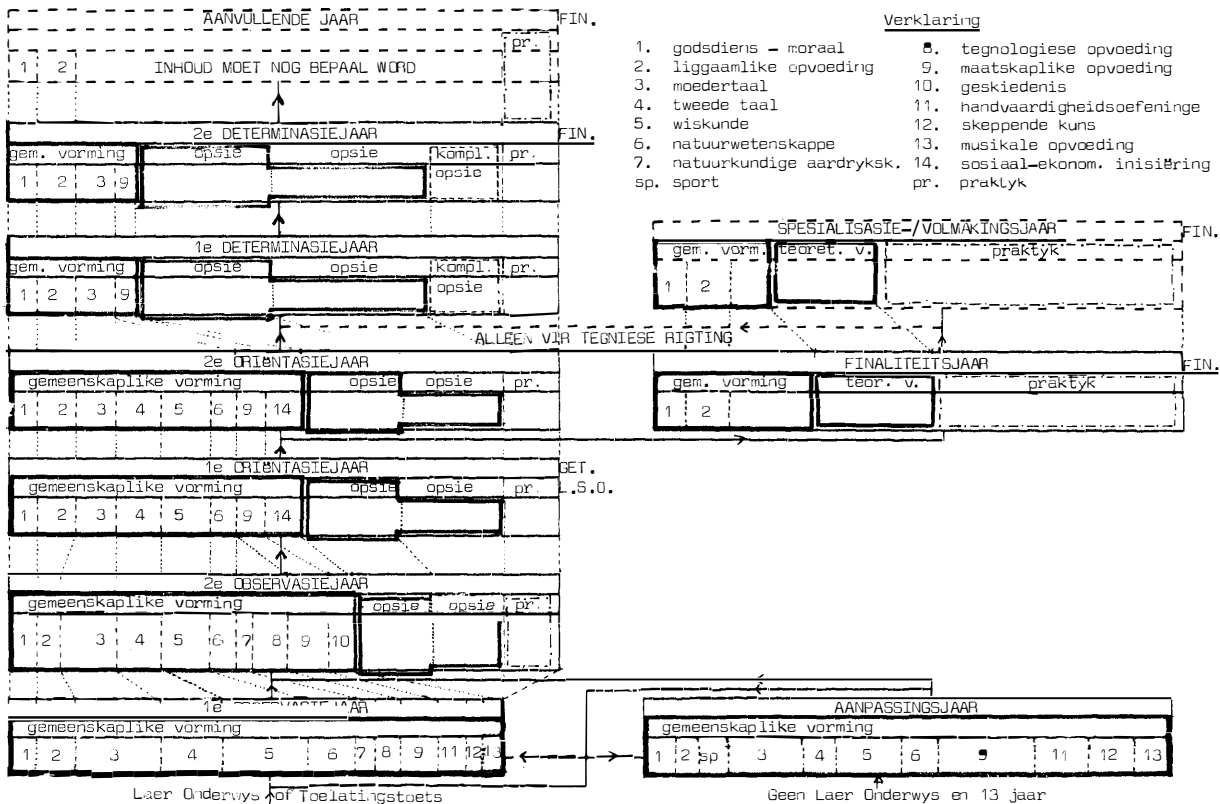 AANVULLENDE JAAR FIN.
pr.
1 2 INHOUD MOET NOG BEPAAL WORD
2e DETERMINASIEJAAR FIN.
gem. vorming opsie opsie kompl. opsie pr.
1 2 3 9
1e DETERMINASIEJAAR
gem. vorming opsie opsie kompl. opsie pr.
1 2 3 9
ALLEEN VIR TEGNIESE RIGTING
2e ORIËNTASIEJAAR
gemeenskaplike vorming opsie opsie pr.
1 2 3 4 5 6 9 14
1e ORIËNTASIEJAAR GET.
gemeenskaplike vorming opsie opsie pr. L.S.O.
1 2 3 4 5 6 9 14
2e OBSERVASIEJAAR
gemeenskaplike vorming opsie opsie pr.
1 2 3 4 5 6 7 8 9 10
1e OBSERVASIEJAAR
gemeenskaplike vorming
1 2 3 4 5 6 7 8 9 11 12 13
Laer Onderwys of Toelatingstoets
Verklaring
1. godsdiens - moraal
2. liggaamlike opvoeding
3. moedertaal
4. tweede taal
5. wiskunde
6. natuurwetenskappe
7. natuurkundige aardryksk.
sp. sport
8. tegnologiese opvoeding
9. maatskaplike opvoeding
10. geskiedenis
11. handvaardigheidsoefeninge
12. skeppende kuns
13. musikale opvoeding
14. sosiaal-ekonom. inisiëring
pr. praktyk
SPESIALISASIE-/VOLMAKINGSJAAR FIN.
gem. vorm. teoret. v. praktyk
1 2
FINALITEITSJAAR FIN.
gem. vorming teor. v. praktyk
1 2
AANPASSINGSJAAR
gemeenskaplike vorming
1 2 sp 3 4 5 6 11 12 13
Geen Laer Onderwys en 13 jaar